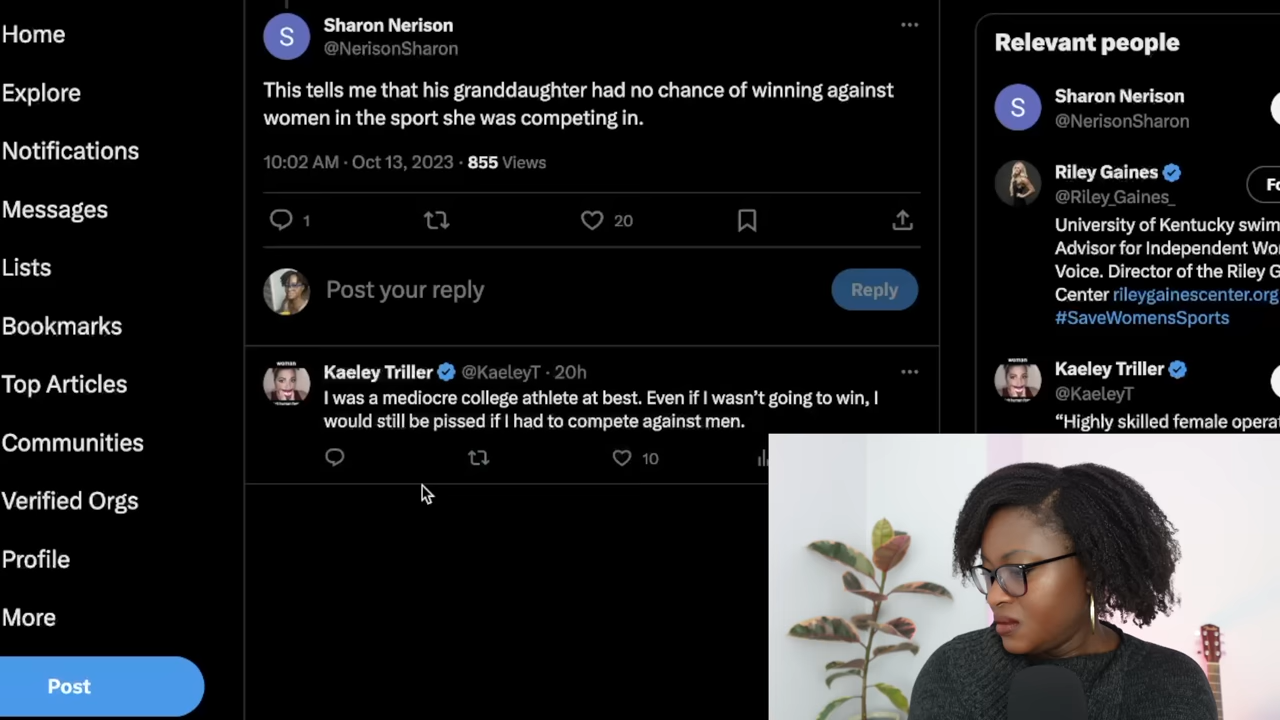 Home
Explore
Notifications
Messages
Lists
Bookmarks
Top Articles
Communities
Verified Orgs
Profile
More
Post
S
Sharon Nerison
@NerisonSharon
This tells me that his granddaughter had no chance of winning against
women in the sport she was competing in.
10:02 AM · Oct 13, 2023 · 855 Views
1
20
Post your reply
Reply
woman
Kaeley Triller @KaeleyT · 20h
I was a mediocre college athlete at best. Even if I wasn’t going to win, I
would still be pissed if I had to compete against men.
10
Relevant people
S
Sharon Nerison
@NerisonSharon
Riley Gaines
@Riley_Gaines_
Fo
University of Kentucky swim
Advisor for Independent Wo
Voice. Director of the Riley G
Center rileygainescenter.org
#SaveWomensSports
woman
Kaeley Triller
@KaeleyT
“Highly skilled female opera